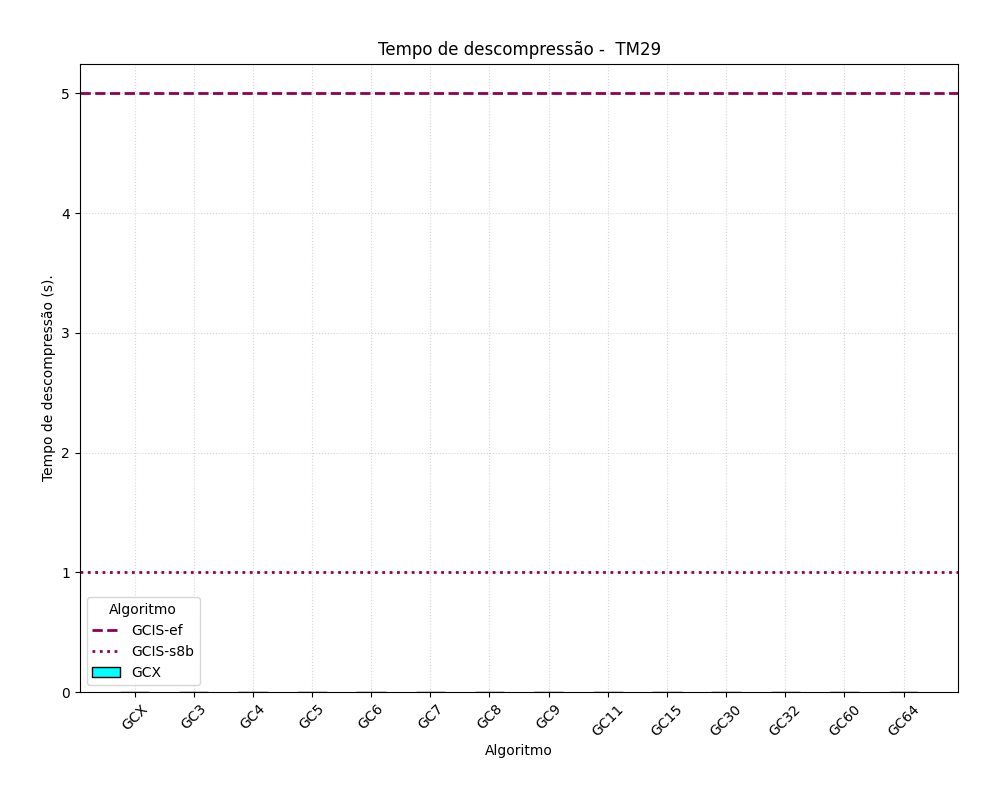 Tempo de descompressão -  TM29
Tempo de descompressão (s).
5
4
3
2
1
0
Algoritmo
GCIS-ef
GCIS-s8b
GCX
GCX GC3 GC4 GC5 GC6 GC7 GC8 GC9 GC11 GC15 GC30 GC32 GC60 GC64
Algoritmo